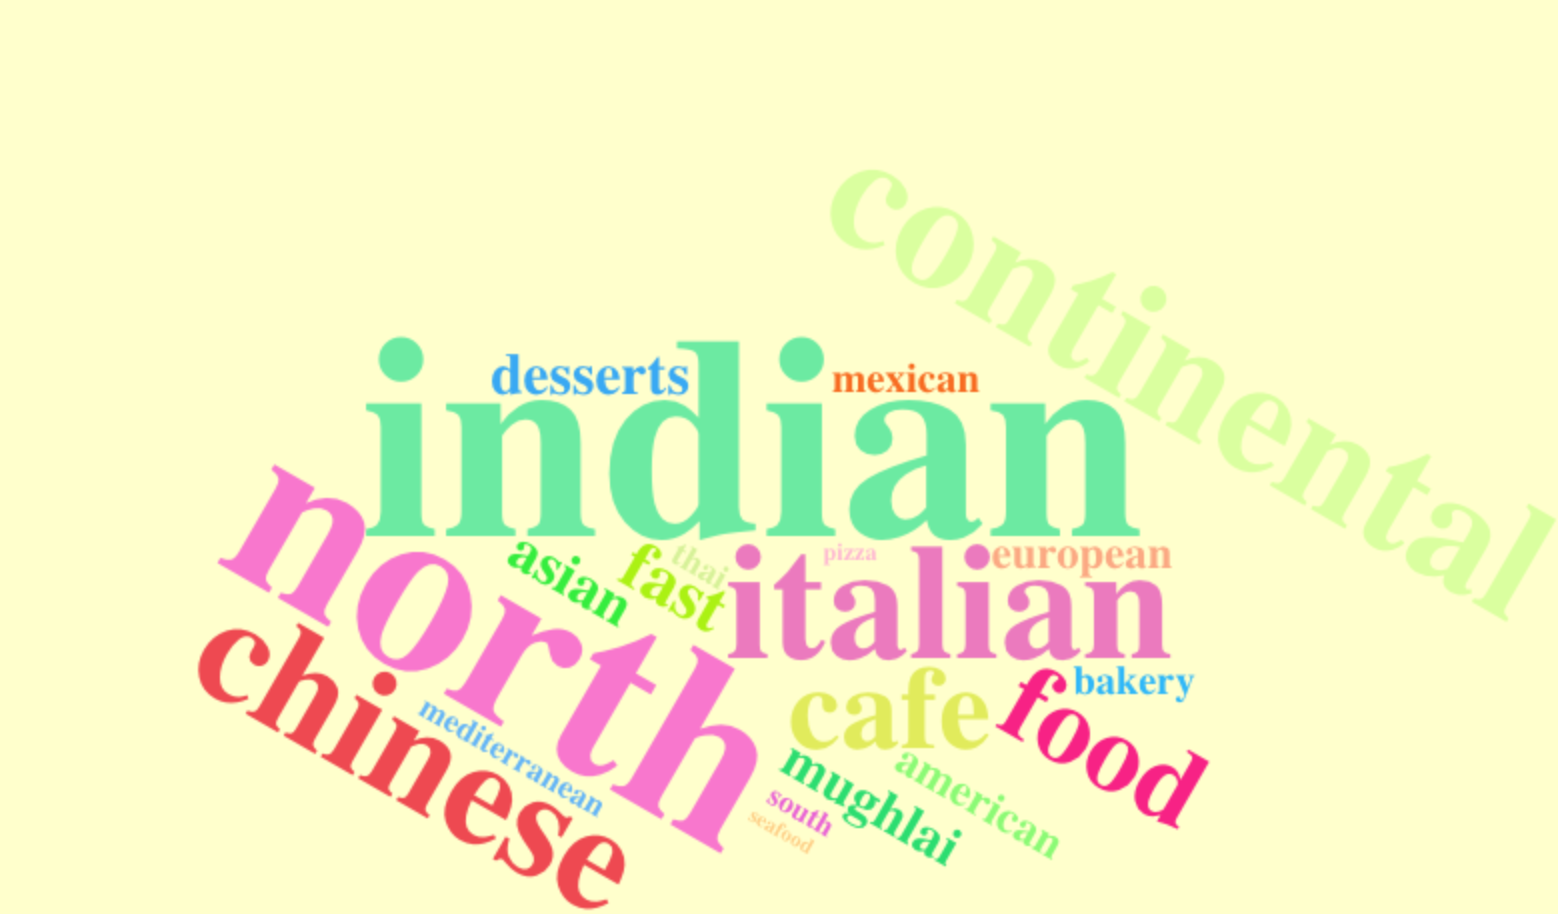 continental
desserts
mexican
indian
north
asian
fast
thai
pizza
italian
european
chinese
mediterranean
cafe
bakery
food
mughlai
american
south
seafood